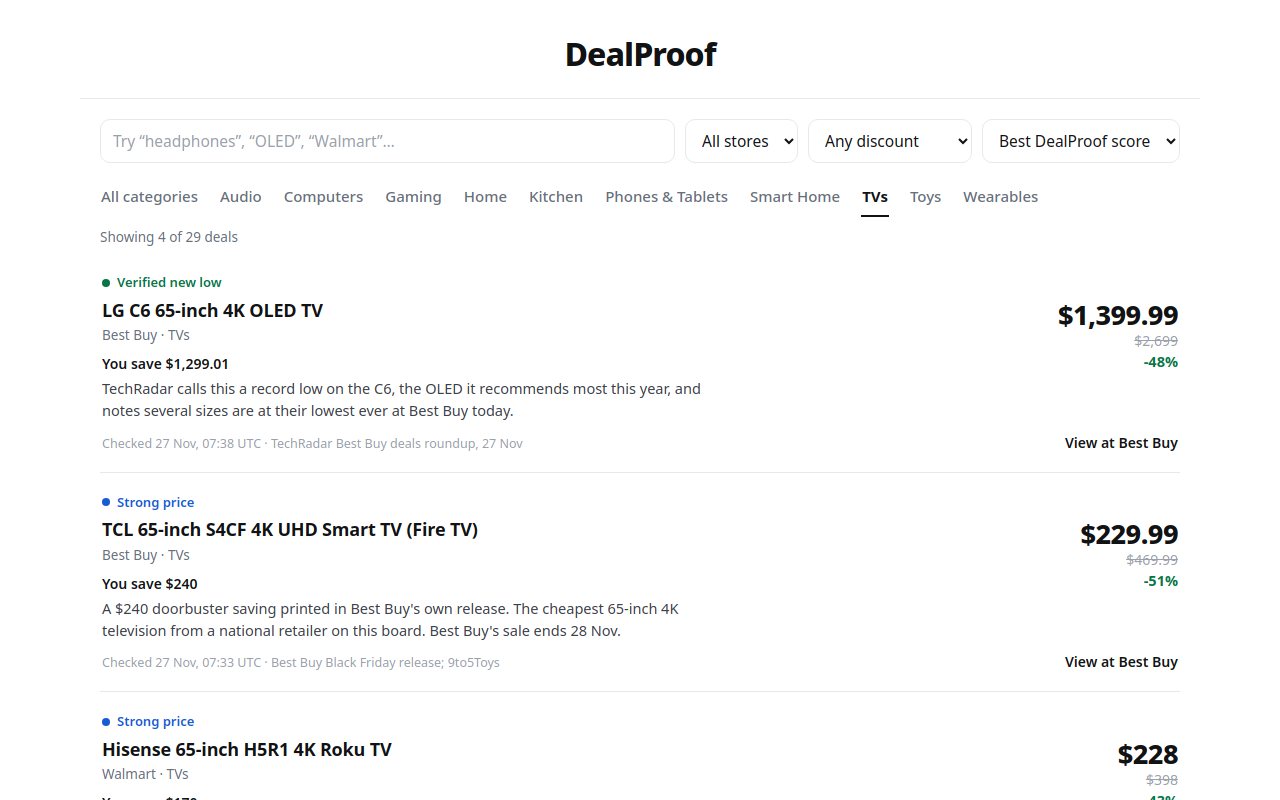 DealProof
Try “headphones”, “OLED”, “Walmart”...
All stores
Any discount
Best DealProof score
All categories Audio Computers Gaming Home Kitchen Phones & Tablets Smart Home TVs Toys Wearables
Showing 4 of 29 deals
Verified new low
LG C6 65-inch 4K OLED TV
Best Buy · TVs
You save $1,299.01
TechRadar calls this a record low on the C6, the OLED it recommends most this year, and
notes several sizes are at their lowest ever at Best Buy today.
Checked 27 Nov, 07:38 UTC · TechRadar Best Buy deals roundup, 27 Nov
$1,399.99
$2,699
-48%
View at Best Buy
Strong price
TCL 65-inch S4CF 4K UHD Smart TV (Fire TV)
Best Buy · TVs
You save $240
A $240 doorbuster saving printed in Best Buy's own release. The cheapest 65-inch 4K
television from a national retailer on this board. Best Buy's sale ends 28 Nov.
Checked 27 Nov, 07:33 UTC · Best Buy Black Friday release; 9to5Toys
$229.99
$469.99
-51%
View at Best Buy
Strong price
Hisense 65-inch H5R1 4K Roku TV
Walmart · TVs
You save $170
$228
$398
-43%